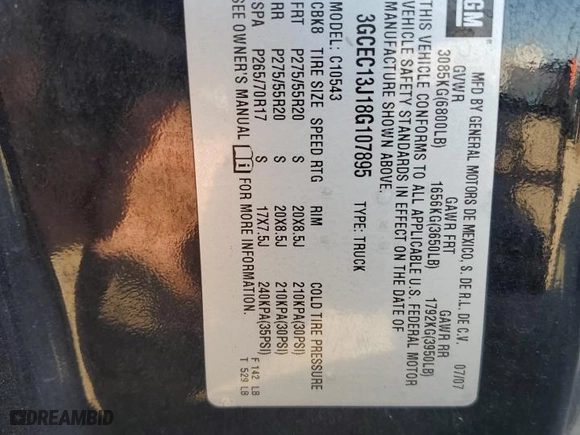 GM
MFD BY GENERAL MOTORS DE MEXICO, S. DE R.L. DE C.V. 07/07
GVWR GAWR FRT GAWR RR
3085KG(6800LB) 1656KG(3650LB) 1792KG(3950LB)
THIS VEHICLE CONFORMS TO ALL APPLICABLE U.S. FEDERAL MOTOR
VEHICLE SAFETY STANDARDS IN EFFECT ON THE DATE OF
MANUFACTURE SHOWN ABOVE.
3GCEC13J18G107895 TYPE: TRUCK
MODEL: C10543
CBK8 TIRE SIZE SPEED RTG RIM COLD TIRE PRESSURE
FRT P275/55R20 S 20X8.5J 210KPA(30PSI)
RR P275/55R20 S 20X8.5J 210KPA(30PSI)
SPA P265/70R17 S 17X7.5J 240KPA(35PSI)
SEE OWNER'S MANUAL FOR MORE INFORMATION.
F 142 LB
T 529 LB
DREAMBID